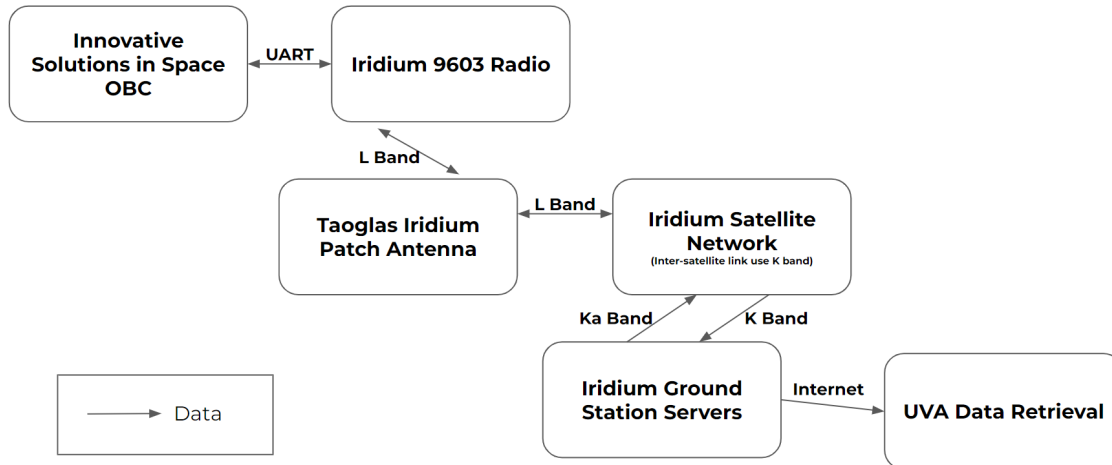 Innovative
Solutions in Space
OBC
UART
Iridium 9603 Radio
L Band
Taoglas Iridium
Patch Antenna
L Band
Iridium Satellite
Network
(Inter-satellite link use K band)
Ka Band
K Band
Iridium Ground
Station Servers
Internet
UVA Data Retrieval
Data